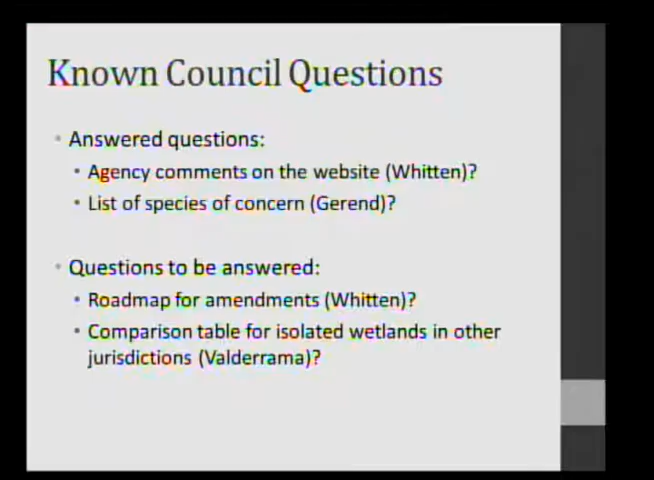 Known Council Questions
• Answered questions:
• Agency comments on the website (Whitten)?
• List of species of concern (Gerend)?
• Questions to be answered:
• Roadmap for amendments (Whitten)?
• Comparison table for isolated wetlands in other
jurisdictions (Valderrama)?